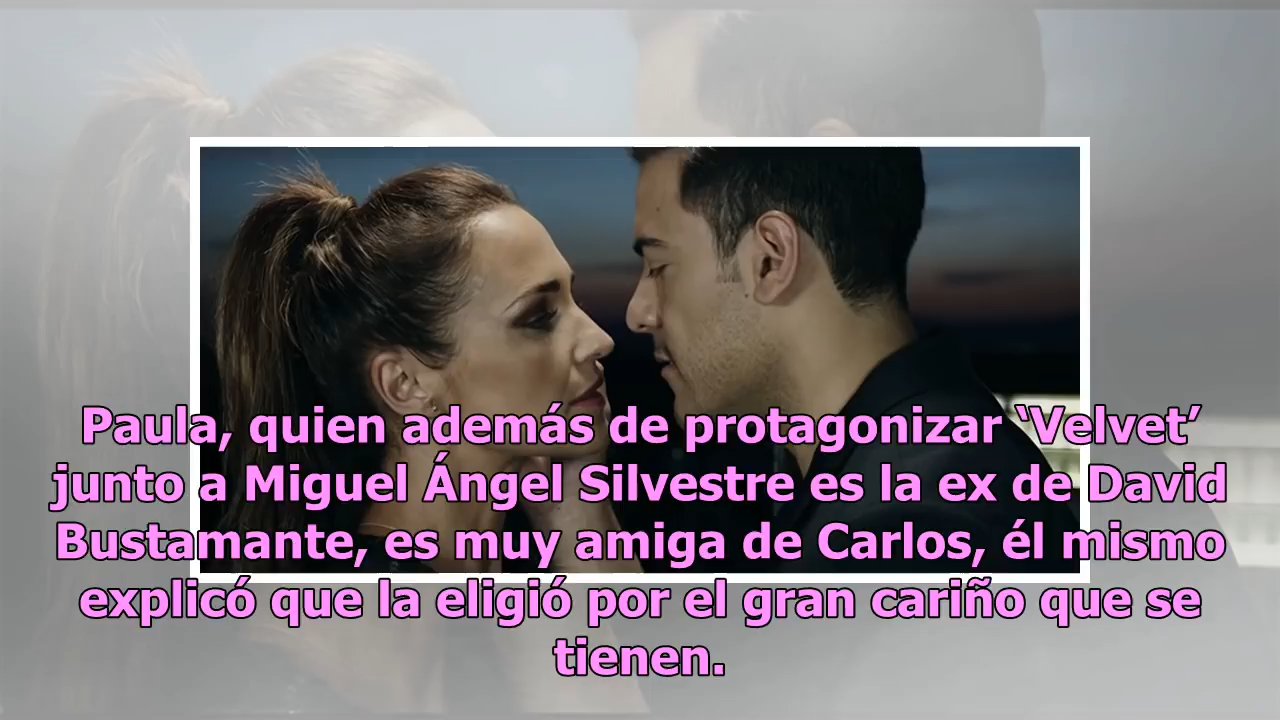 Paula, quien además de protagonizar ‘Velvet’
junto a Miguel Ángel Silvestre es la ex de David
Bustamante, es muy amiga de Carlos, él mismo
explicó que la eligió por el gran cariño que se
tienen.